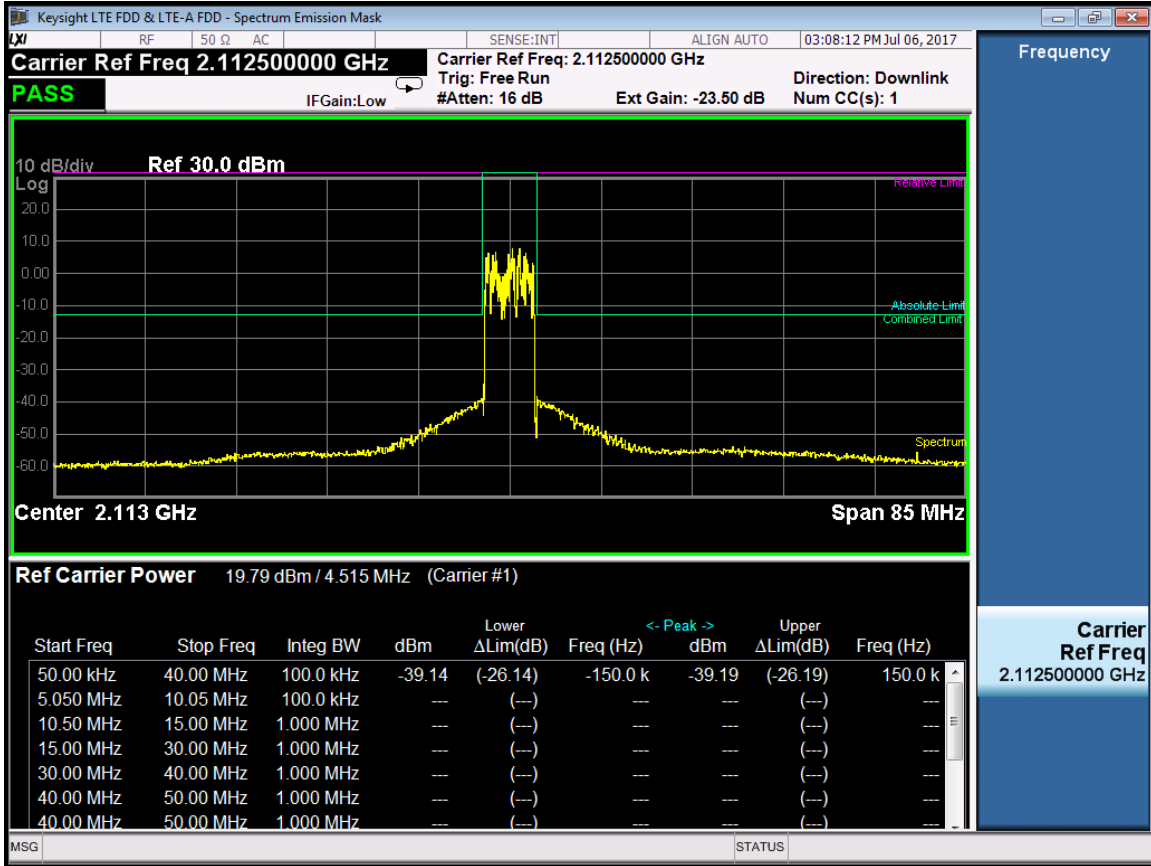 Keysight LTE FDD & LTE-A FDD - Spectrum Emission Mask
LXI RF 50 Ω AC SENSE:INT ALIGN AUTO 03:08:12 PM Jul 06, 2017
Carrier Ref Freq 2.112500000 GHz
PASS
IFGain:Low
Carrier Ref Freq: 2.112500000 GHz
Trig: Free Run Direction: Downlink
#Atten: 16 dB Ext Gain: -23.50 dB Num CC(s): 1
Frequency
10 dB/div Ref 30.0 dBm
Log
Relative Limit
20.0
10.0
0.00
-10.0
Absolute Limit
Combined Limit
-20.0
-30.0
-40.0
-50.0
Spectrum
-60.0
Center 2.113 GHz Span 85 MHz
Ref Carrier Power 19.79 dBm / 4.515 MHz (Carrier #1)
Lower <- Peak -> Upper
Start Freq Stop Freq Integ BW dBm ΔLim(dB) Freq (Hz) dBm ΔLim(dB) Freq (Hz)
50.00 kHz 40.00 MHz 100.0 kHz -39.14 (-26.14) -150.0 k -39.19 (-26.19) 150.0 k
5.050 MHz 10.05 MHz 100.0 kHz --- (---) --- --- (---) ---
10.50 MHz 15.00 MHz 1.000 MHz --- (---) --- --- (---) ---
15.00 MHz 30.00 MHz 1.000 MHz --- (---) --- --- (---) ---
30.00 MHz 40.00 MHz 1.000 MHz --- (---) --- --- (---) ---
40.00 MHz 50.00 MHz 1.000 MHz --- (---) --- --- (---) ---
40.00 MHz 50.00 MHz 1.000 MHz --- (---) --- --- (---) ---
Carrier
Ref Freq
2.112500000 GHz
MSG STATUS